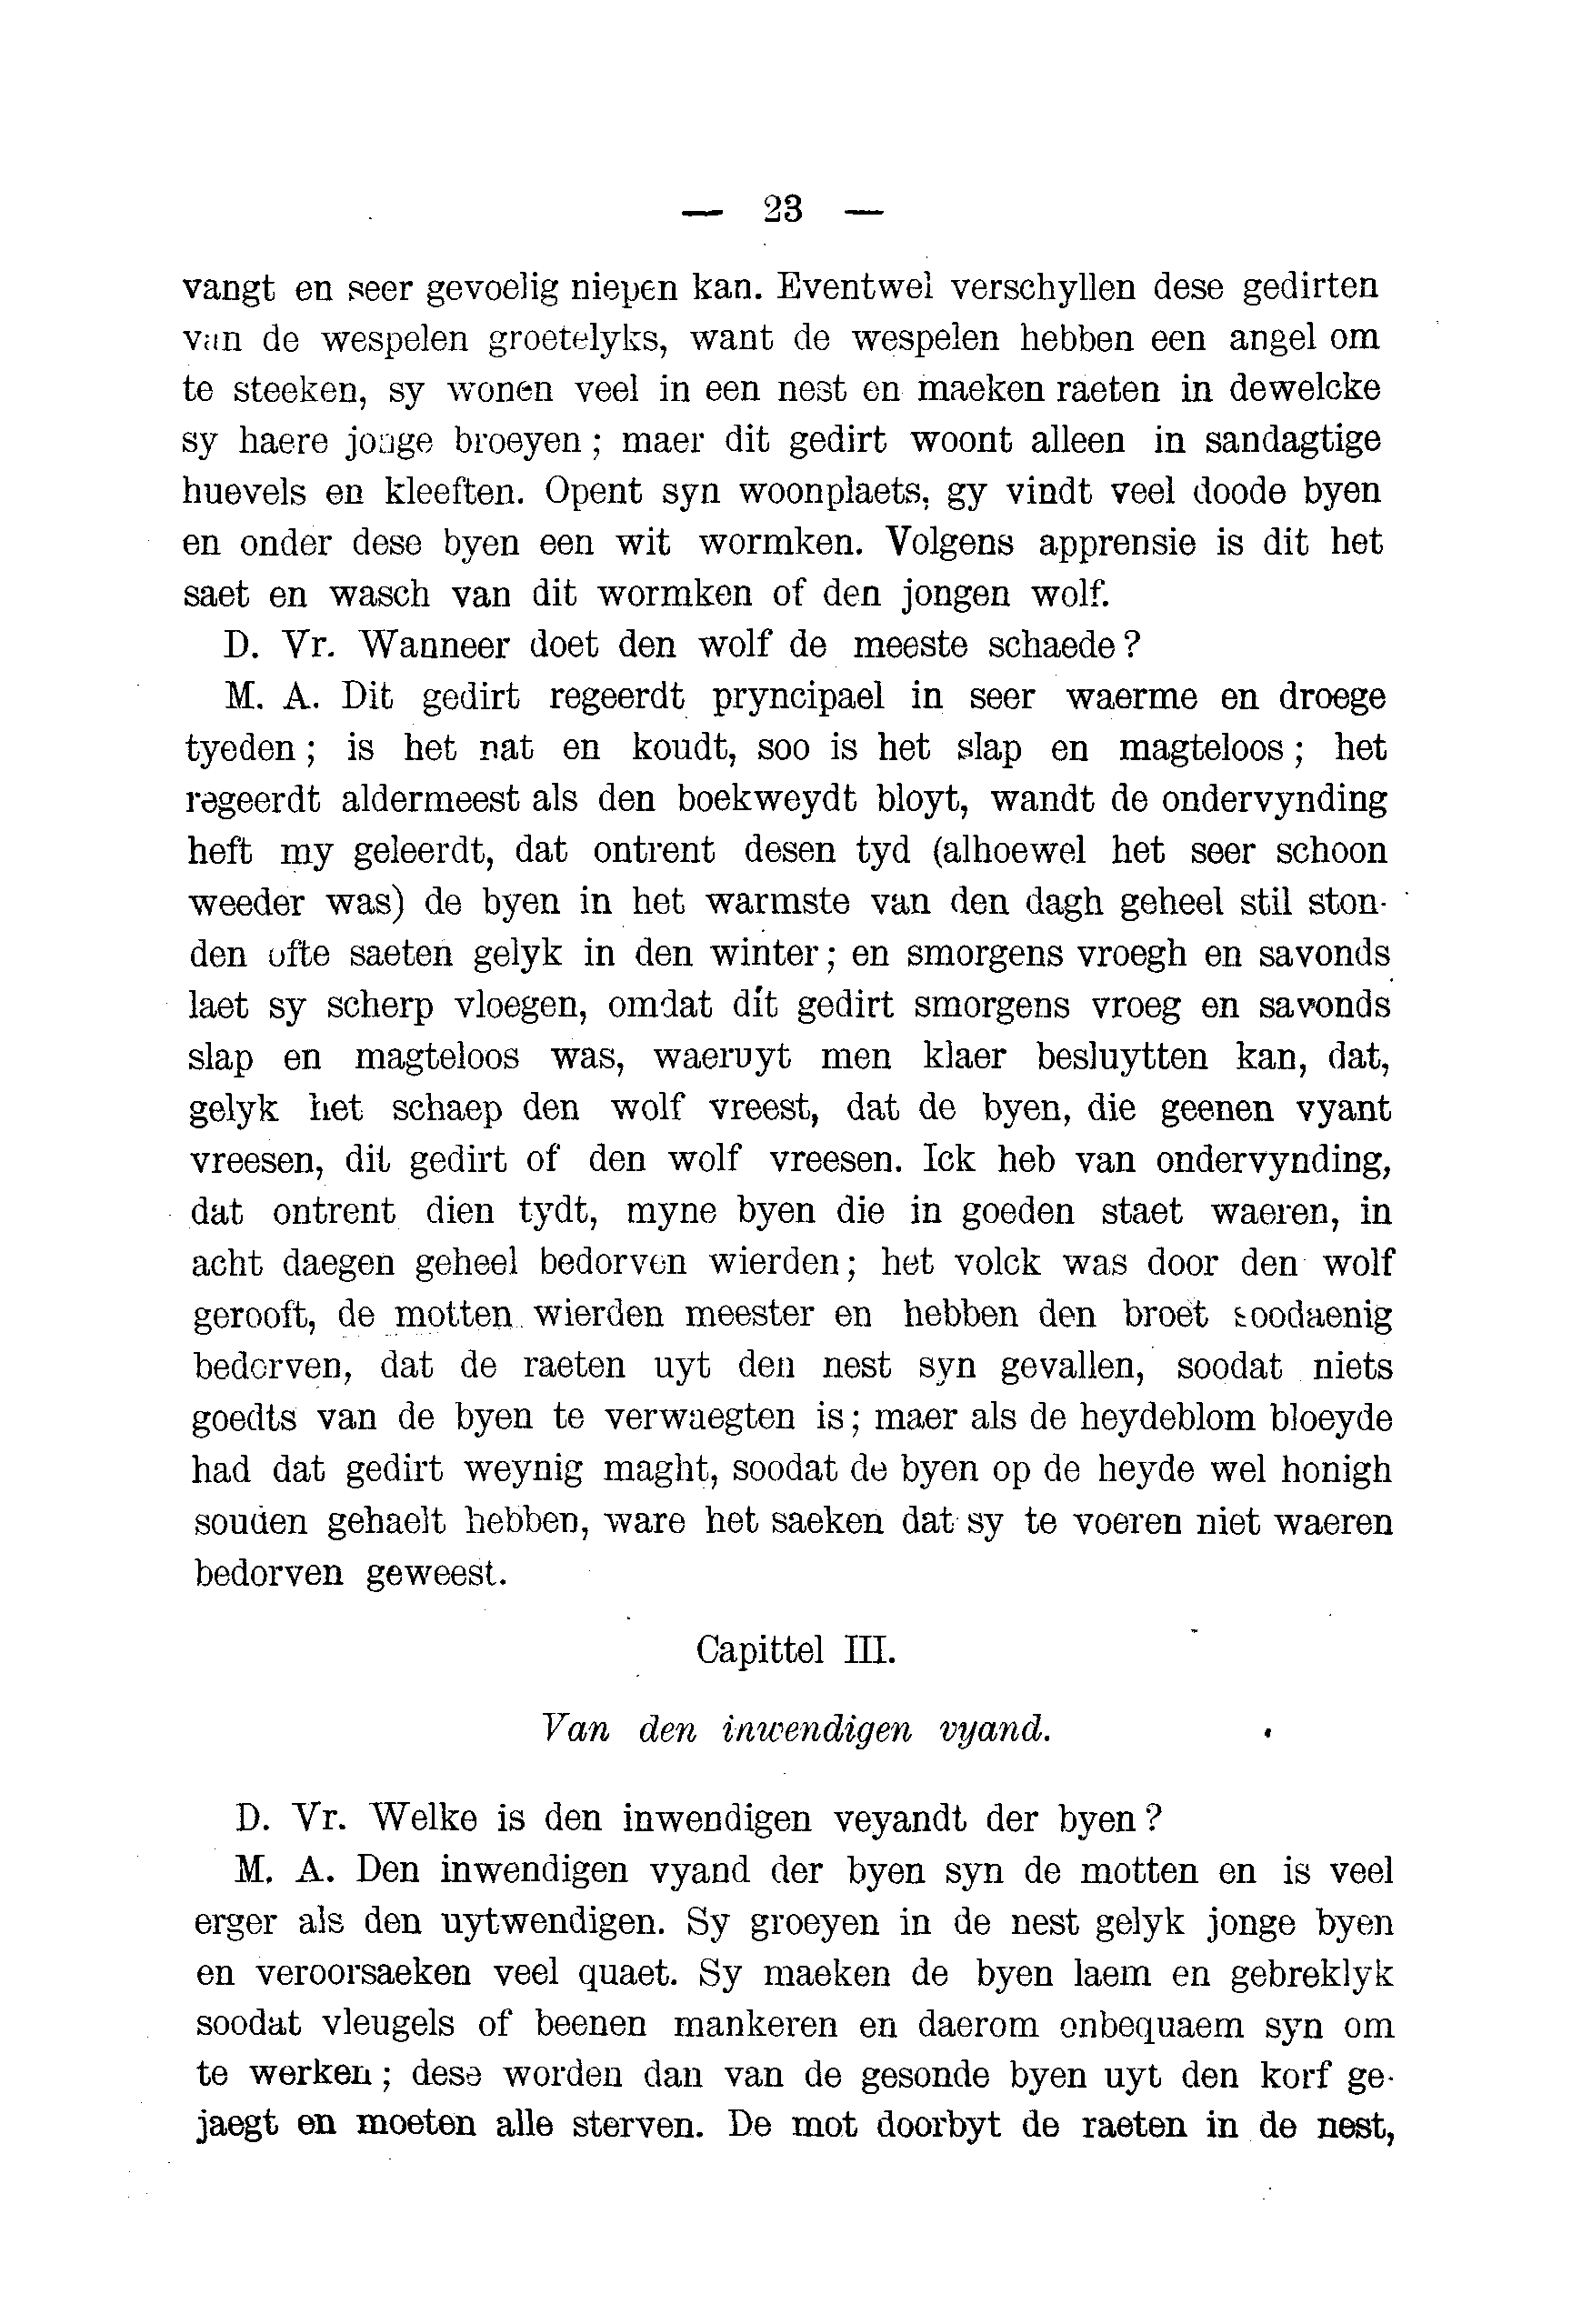 — 23 —
vangt en seer gevoelig niepen kan. Eventwel verschyllen dese gedirten
van de wespelen groetelyks, want de wespelen hebben een angel om
te steeken, sy wonen veel in een nest en maeken raeten in dewelcke
sy haere jonge broeyen; maer dit gedirt woont alleen in sandagtige
huevels en kleeften. Opent syn woonplaets, gy vindt veel doode byen
en onder dese byen een wit wormken. Volgens apprensie is dit het
saet en wasch van dit wormken of den jongen wolf.
D. Vr. Wanneer doet den wolf de meeste schaede?
M. A. Dit gedirt regeerdt pryncipael in seer waerme en droege
tyeden; is het nat en koudt, soo is het slap en magteloos; het
regeerdt aldermeest als den boekweydt bloyt, wandt de ondervynding
heft my geleerdt, dat ontrent desen tyd (alhoewel het seer schoon
weeder was) de byen in het warmste van den dagh geheel stil ston-
den ofte saeten gelyk in den winter; en smorgens vroegh en savonds
laet sy scherp vloegen, omdat dit gedirt smorgens vroeg en savonds
slap en magteloos was, waeruyt men klaer besluytten kan, dat,
gelyk het schaep den wolf vreest, dat de byen, die geenen vyant
vreesen, dit gedirt of den wolf vreesen. Ick heb van ondervynding,
dat ontrent dien tydt, myne byen die in goeden staet waeren, in
acht daegen geheel bedorven wierden; het volck was door den wolf
gerooft, de motten wierden meester en hebben den broet soodaenig
bedorven, dat de raeten uyt den nest syn gevallen, soodat niets
goedts van de byen te verwaegten is; maer als de heydeblom bloeyde
had dat gedirt weynig maght, soodat de byen op de heyde wel honigh
souden gehaelt hebben, ware het saeken dat sy te voeren niet waeren
bedorven geweest.
Capittel III.
Van den inwendigen vyand.
D. Vr. Welke is den inwendigen veyandt der byen?
M. A. Den inwendigen vyand der byen syn de motten en is veel
erger als den uytwendigen. Sy groeyen in de nest gelyk jonge byen
en veroorsaeken veel quaet. Sy maeken de byen laem en gebreklyk
soodat vleugels of beenen mankeren en daerom onbequaem syn om
te werken; dese worden dan van de gesonde byen uyt den korf ge-
jaegt en moeten alle sterven. De mot doorbyt de raeten in de nest,